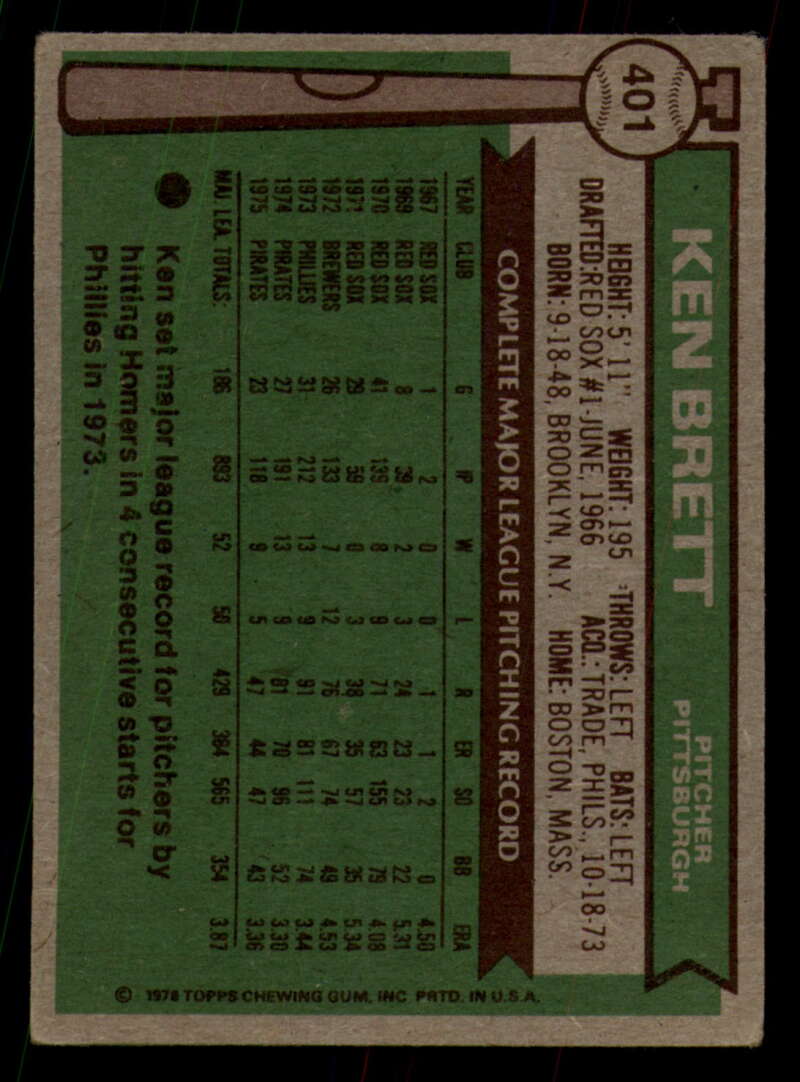 401
KEN BRETT
PITCHER
PITTSBURGH
HEIGHT: 5' 11" WEIGHT: 195 THROWS: LEFT BATS: LEFT
DRAFTED: RED SOX #1-JUNE, 1966 ACQ.: TRADE, PHILS., 10-18-73
BORN: 9-18-48, BROOKLYN, N.Y. HOME: BOSTON, MASS.
COMPLETE MAJOR LEAGUE PITCHING RECORD
YEAR CLUB G IP W L R ER SO BB ERA
1967 RED SOX 1 2 0 0 1 1 2 0 4.50
1969 RED SOX 8 39 2 3 24 23 23 22 5.31
1970 RED SOX 41 139 8 9 71 63 155 79 4.08
1971 RED SOX 29 59 0 3 38 35 57 35 5.34
1972 BREWERS 26 133 7 12 76 67 74 49 4.53
1973 PHILLIES 31 212 13 9 91 81 111 74 3.44
1974 PIRATES 27 191 13 9 81 70 96 52 3.30
1975 PIRATES 23 118 9 5 47 44 47 43 3.36
MAJ. LEA. TOTALS: 186 893 52 50 429 384 565 354 3.87
Ken set major league record for pitchers by
hitting Homers in 4 consecutive starts for
Phillies in 1973.
© 1976 TOPPS CHEWING GUM, INC. PRTD. IN U.S.A.